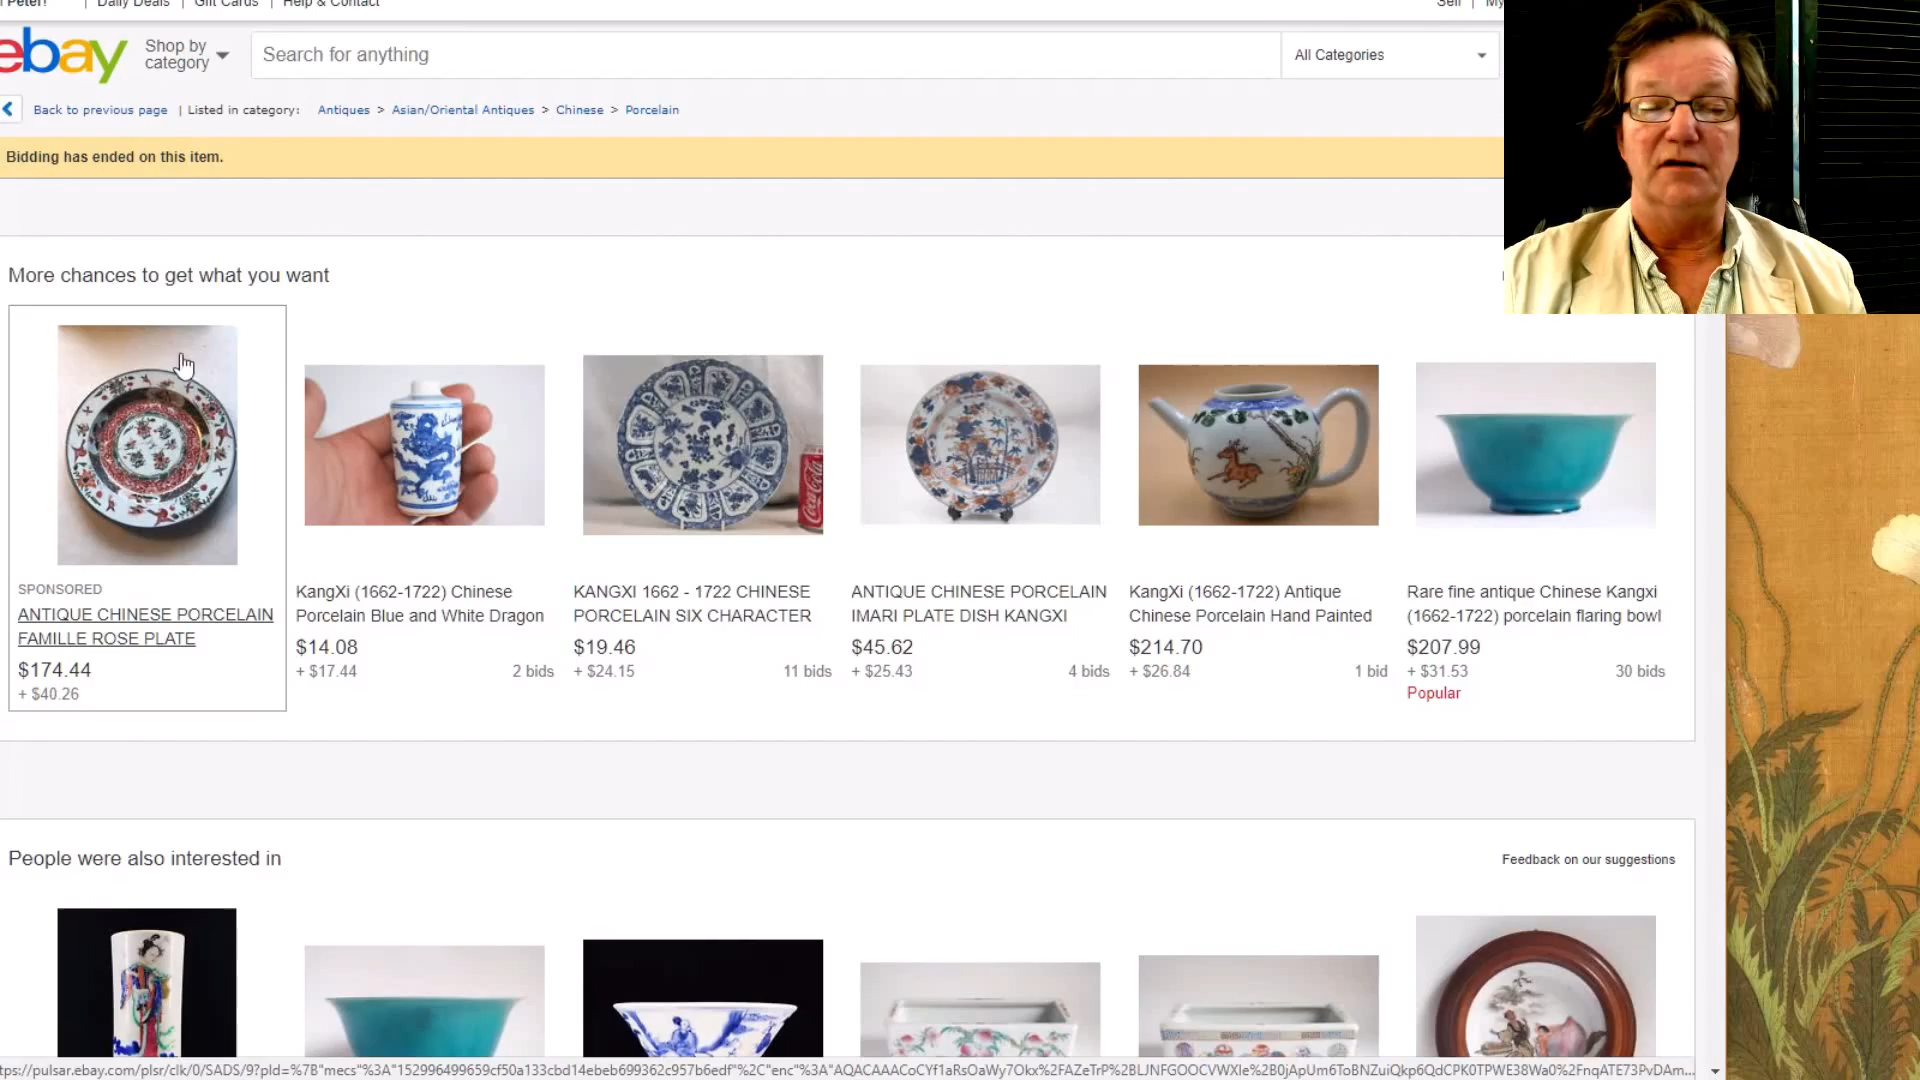 Peter! | Daily Deals | Gift Cards | Help & Contact
Sell | My
ebay
Shop by category
Search for anything
All Categories
Back to previous page | Listed in category: Antiques > Asian/Oriental Antiques > Chinese > Porcelain
Bidding has ended on this item.
More chances to get what you want
SPONSORED
ANTIQUE CHINESE PORCELAIN
FAMILLE ROSE PLATE
$174.44
+ $40.26
KangXi (1662-1722) Chinese
Porcelain Blue and White Dragon
$14.08
+ $17.44 2 bids
KANGXI 1662 - 1722 CHINESE
PORCELAIN SIX CHARACTER
$19.46
+ $24.15 11 bids
ANTIQUE CHINESE PORCELAIN
IMARI PLATE DISH KANGXI
$45.62
+ $25.43 4 bids
KangXi (1662-1722) Antique
Chinese Porcelain Hand Painted
$214.70
+ $26.84 1 bid
Rare fine antique Chinese Kangxi
(1662-1722) porcelain flaring bowl
$207.99
+ $31.53 30 bids
Popular
Coca-Cola
People were also interested in
Feedback on our suggestions